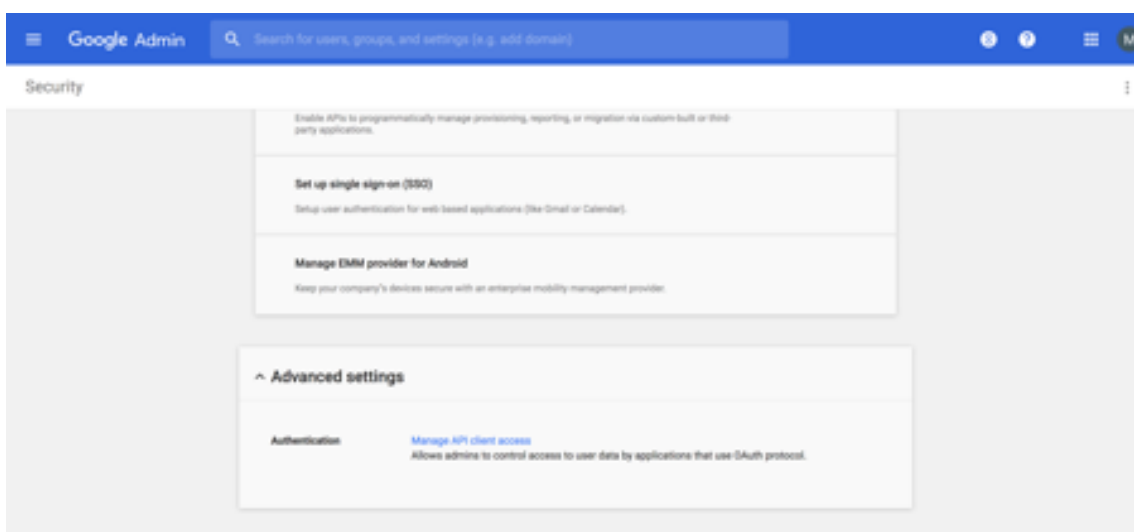 Google Admin
Search for users, groups, and settings (e.g. add domain)
M
Security
Enable APIs to programmatically manage provisioning, reporting, or migration via custom-built or third-
party applications.
Set up single sign-on (SSO)
Setup user authentication for web based applications (like Gmail or Calendar).
Manage EMM provider for Android
Keep your company's devices secure with an enterprise mobility management provider.
Advanced settings
Authentication
Manage API client access
Allows admins to control access to user data by applications that use OAuth protocol.